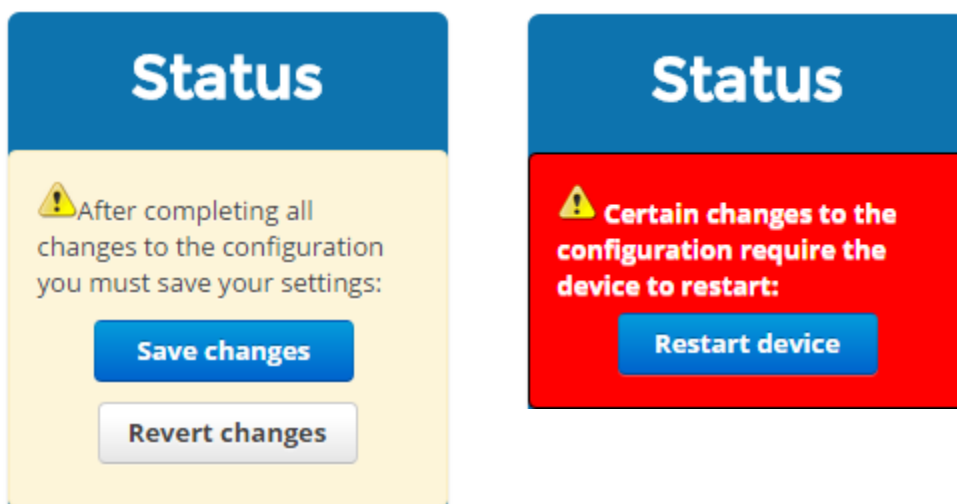 Status
After completing all
changes to the configuration
you must save your settings:
Save changes
Revert changes
Status
Certain changes to the
configuration require the
device to restart:
Restart device